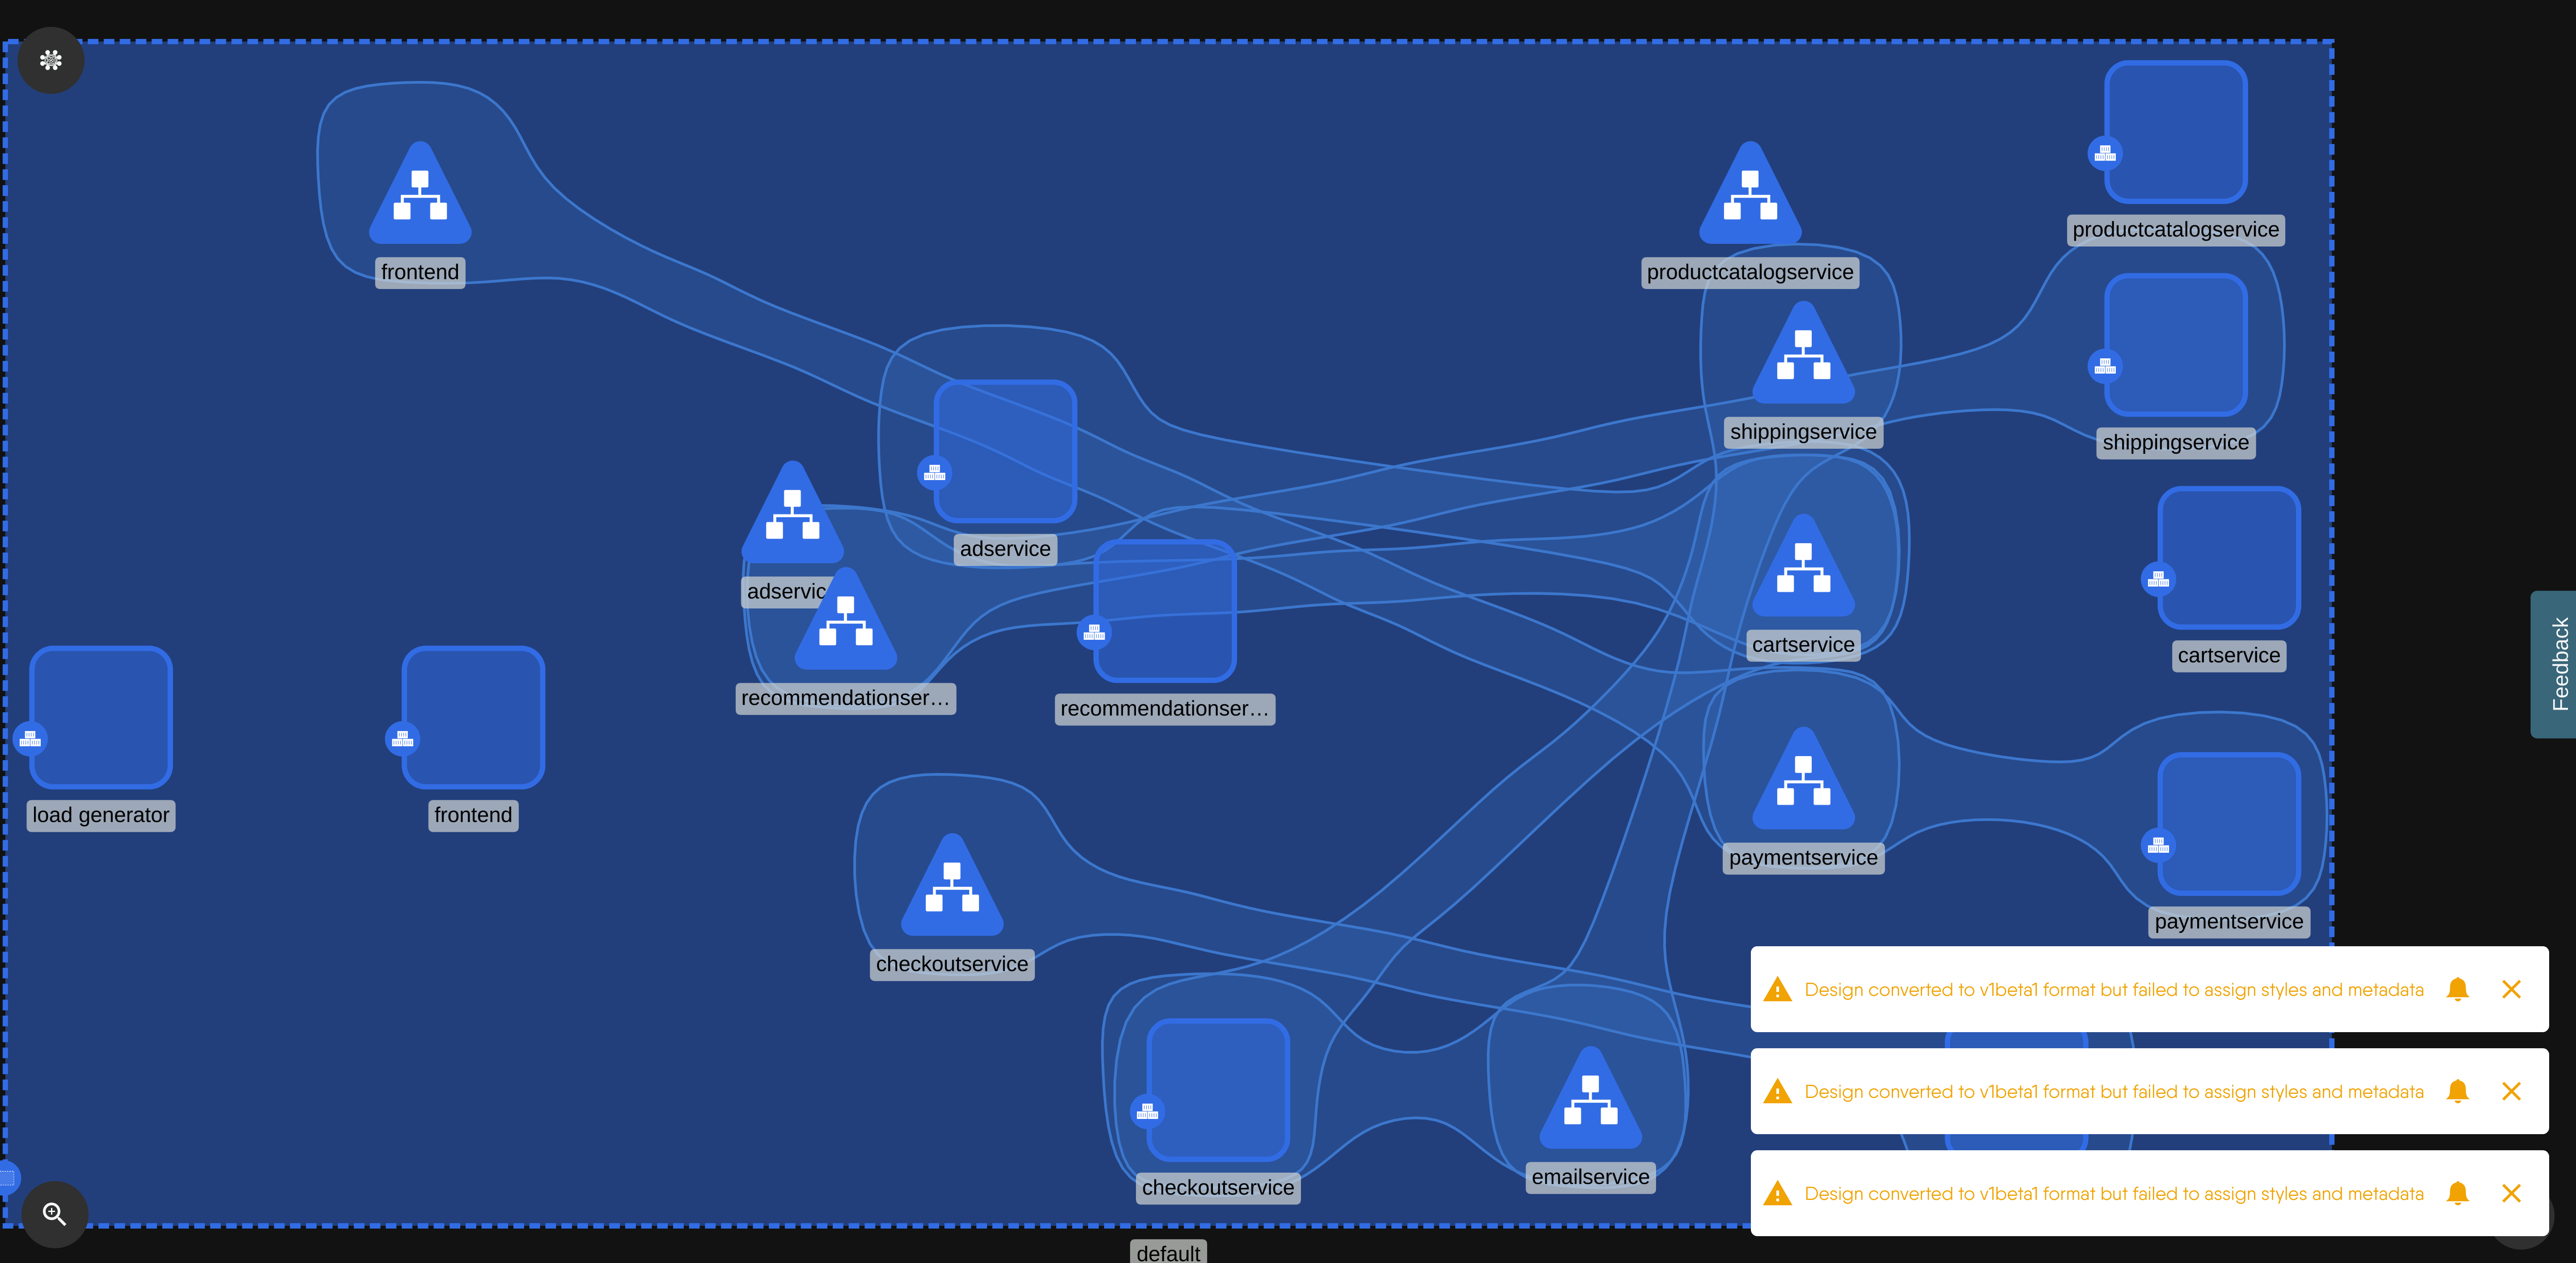 frontend
productcatalogservice
productcatalogservice
shippingservice
shippingservice
adservice
adservic
recommendationser…
recommendationser…
cartservice
cartservice
load generator
frontend
paymentservice
paymentservice
checkoutservice
checkoutservice
emailservice
default
Feedback
Design converted to v1beta1 format but failed to assign styles and metadata
Design converted to v1beta1 format but failed to assign styles and metadata
Design converted to v1beta1 format but failed to assign styles and metadata